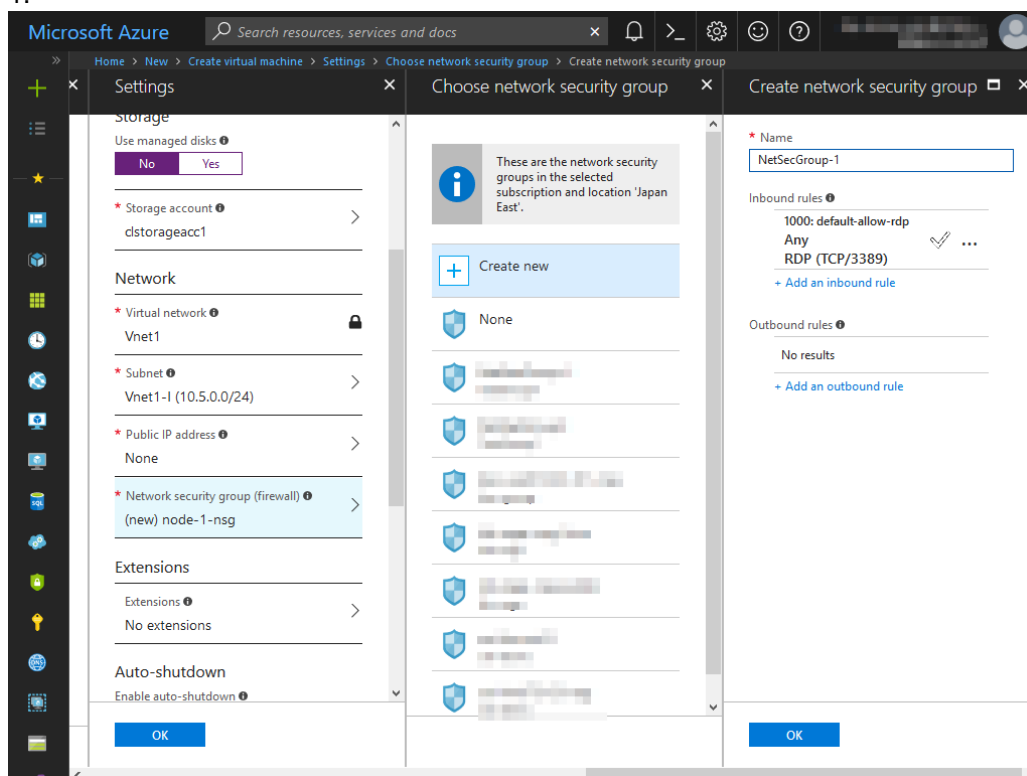 Microsoft Azure
Search resources, services and docs
Home > New > Create virtual machine > Settings > Choose network security group > Create network security group
Settings
Storage
Use managed disks
No Yes
* Storage account
clstorageacc1
Network
* Virtual network
Vnet1
* Subnet
Vnet1-I (10.5.0.0/24)
* Public IP address
None
* Network security group (firewall)
(new) node-1-nsg
Extensions
Extensions
No extensions
Auto-shutdown
Enable auto-shutdown
OK
Choose network security group
These are the network security
groups in the selected
subscription and location 'Japan
East'.
Create new
None
Create network security group
* Name
NetSecGroup-1
Inbound rules
1000: default-allow-rdp
Any
RDP (TCP/3389)
+ Add an inbound rule
Outbound rules
No results
+ Add an outbound rule
OK